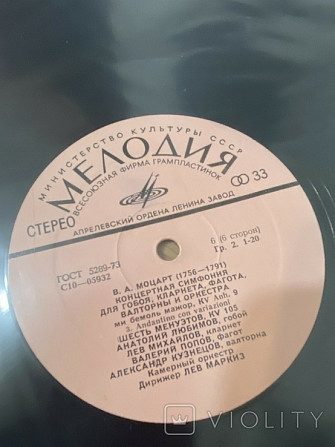 МИНИСТЕРСТВО КУЛЬТУРЫ СССР
МЕЛОДИЯ
ВСЕСОЮЗНАЯ ФИРМА ГРАМПЛАСТИНОК
СТЕРЕО
33
АПРЕЛЕВСКИЙ ОРДЕНА ЛЕНИНА ЗАВОД
ГОСТ 5289-73
С10—05932
6 (6 сторон)
Гр. 2. 1-20
В. А. МОЦАРТ (1756—1791)
КОНЦЕРТНАЯ СИМФОНИЯ
ДЛЯ ГОБОЯ, КЛАРНЕТА, ФАГОТА,
ВАЛТОРНЫ И ОРКЕСТРА
ми бемоль мажор, KV Anh. 9
3. Andantino con variazioni
ШЕСТЬ МЕНУЭТОВ, KV 105
АНАТОЛИЙ ЛЮБИМОВ, гобой
ЛЕВ МИХАЙЛОВ, кларнет
ВАЛЕРИЙ ПОПОВ, фагот
АЛЕКСАНДР КУЗНЕЦОВ, валторна
Камерный оркестр
Дирижер ЛЕВ МАРКИЗ
VIOLITY